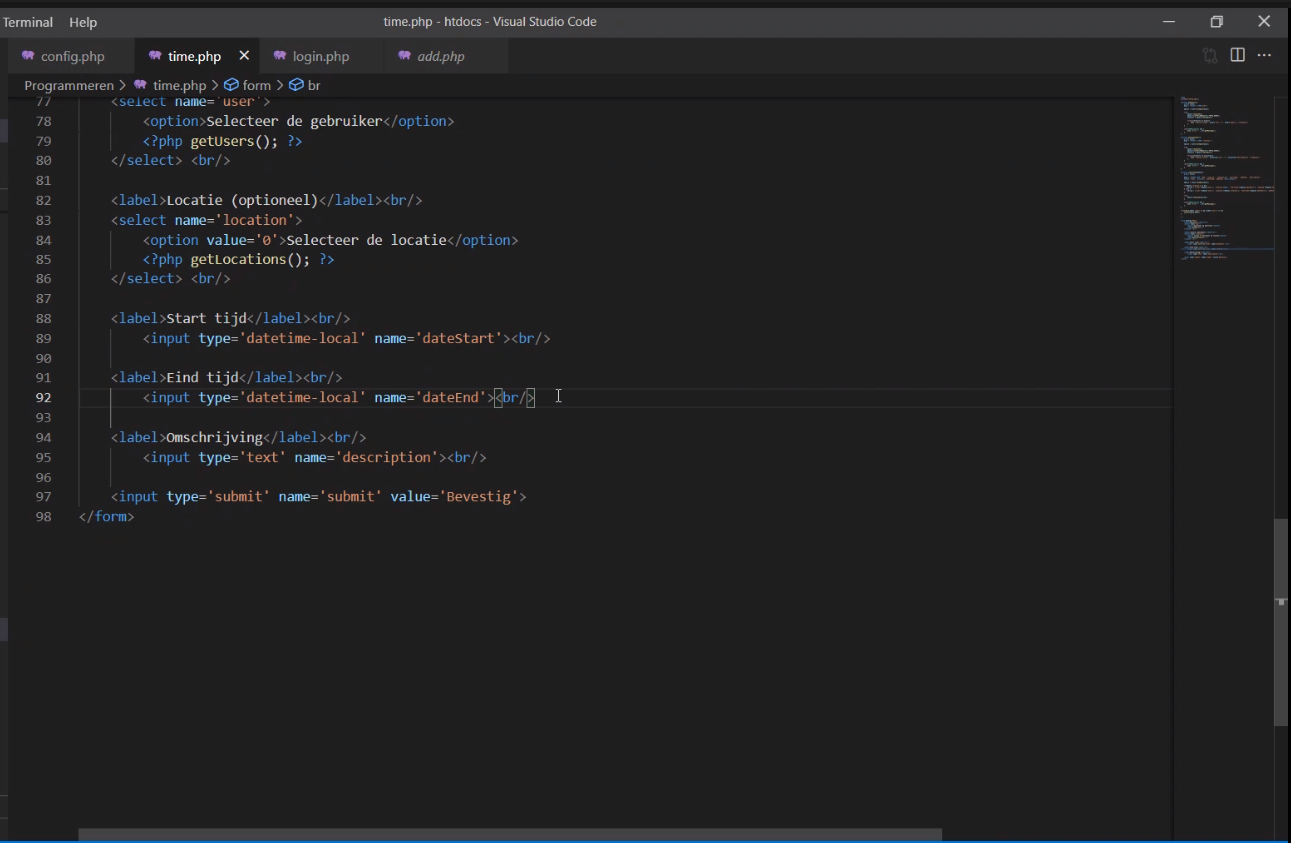 Terminal Help time.php - htdocs - Visual Studio Code
config.php time.php login.php add.php
Programmeren > time.php > form > br
77 <select name='user'>
78 <option>Selecteer de gebruiker</option>
79 <?php getUsers(); ?>
80 </select> <br/>
81
82 <label>Locatie (optioneel)</label><br/>
83 <select name='location'>
84 <option value='0'>Selecteer de locatie</option>
85 <?php getLocations(); ?>
86 </select> <br/>
87
88 <label>Start tijd</label><br/>
89 <input type='datetime-local' name='dateStart'><br/>
90
91 <label>Eind tijd</label><br/>
92 <input type='datetime-local' name='dateEnd'><br/>
93
94 <label>Omschrijving</label><br/>
95 <input type='text' name='description'><br/>
96
97 <input type='submit' name='submit' value='Bevestig'>
98 </form>